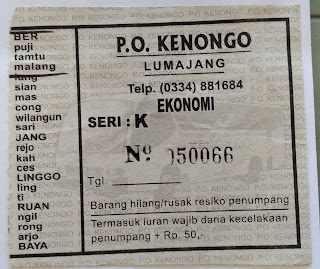 BER
puji
tamtu
malang
lang
sian
mas
cong
wilangun
sari
JANG
rejo
kah
ces
LINGGO
ling
ti
RUAN
ngil
rong
arjo
BAYA
P.O. KENONGO
LUMAJANG
Telp. (0334) 881684
EKONOMI
SERI : K
Nº 050066
Tgl.
Barang hilang/rusak resiko penumpang
Termasuk iuran wajib dana kecelakaan
penumpang + Rp. 50,-